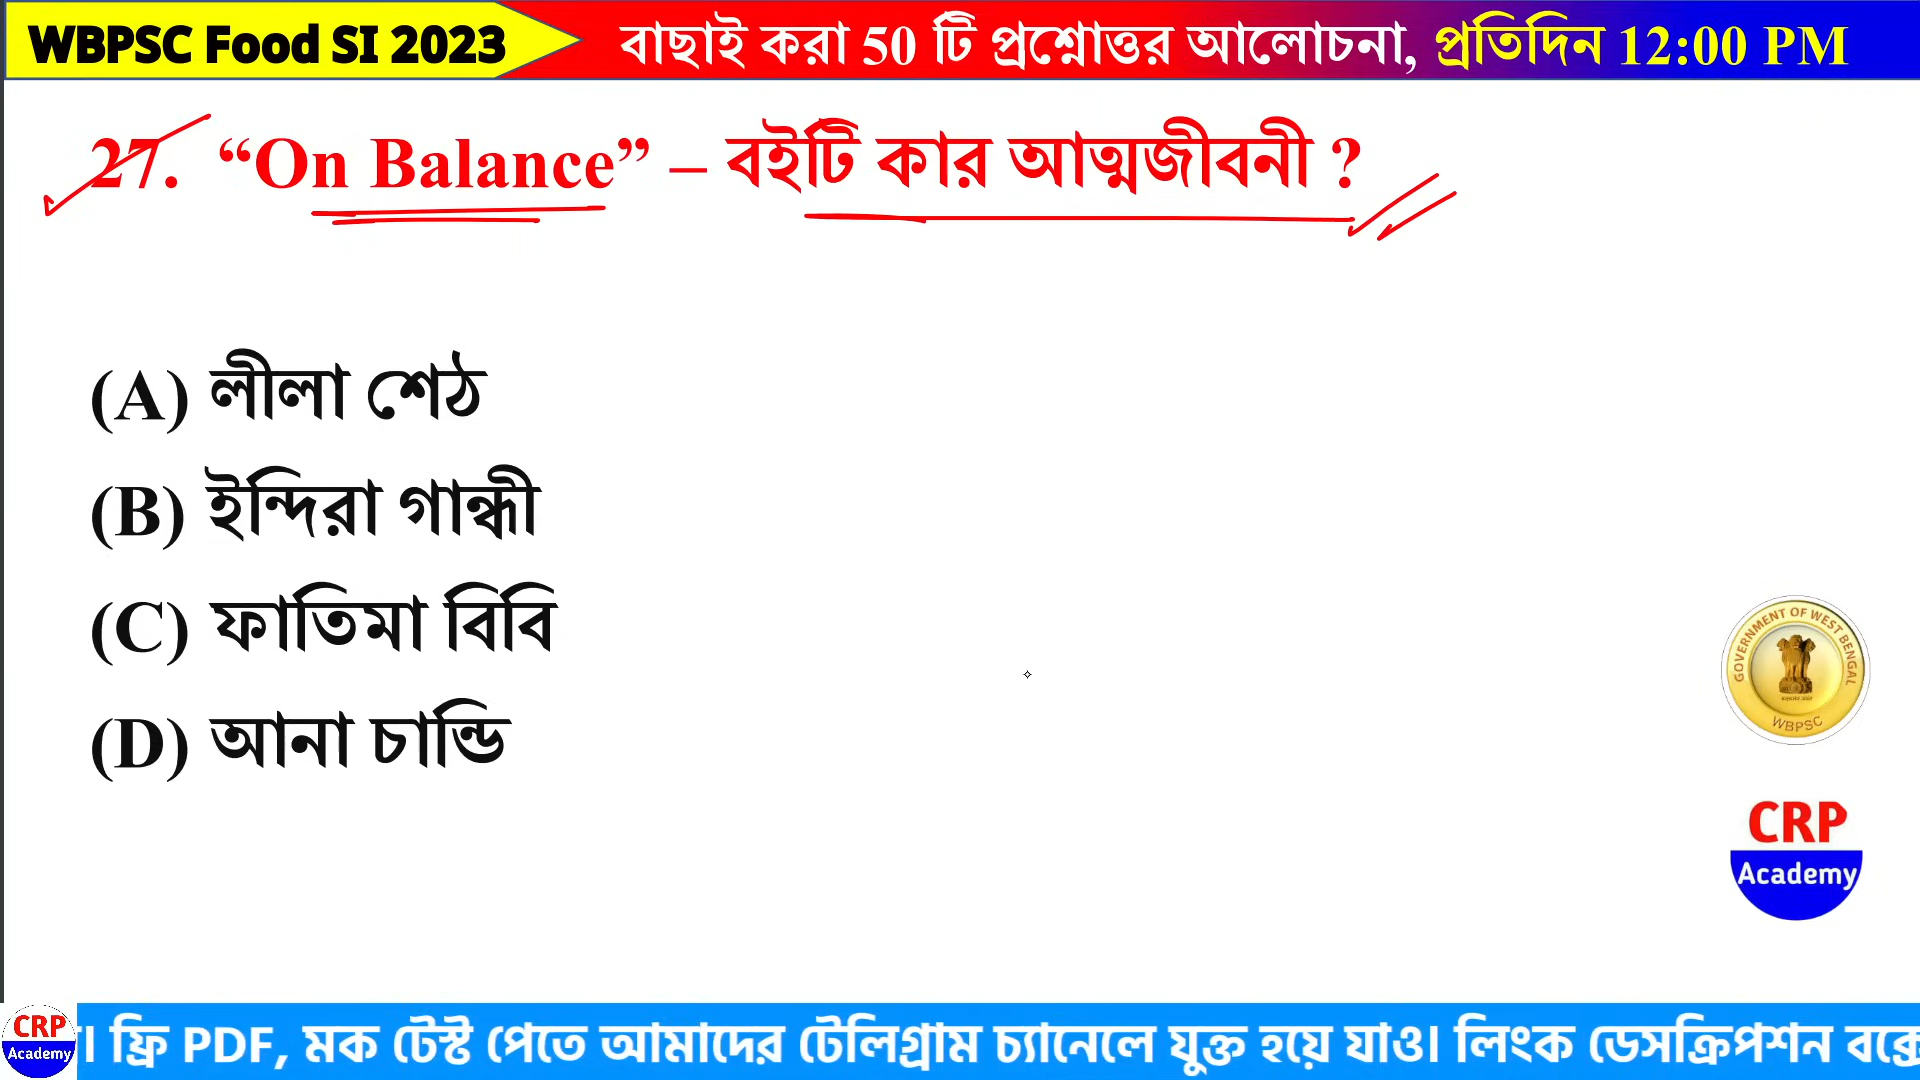 WBPSC Food SI 2023
বাছাই করা 50 টি প্রশ্নোত্তর আলোচনা, প্রতিদিন 12:00 PM
27. “On Balance” – বইটি কার আত্মজীবনী ?
(A) লীলা শেঠ
(B) ইন্দিরা গান্ধী
(C) ফাতিমা বিবি
(D) আনা চান্ডি
GOVERNMENT OF WEST BENGAL
WBPSC
CRP
Academy
CRP
Academy
। ফ্রি PDF, মক টেস্ট পেতে আমাদের টেলিগ্রাম চ্যানেলে যুক্ত হয়ে যাও। লিংক ডেসক্রিপশন বক্সে